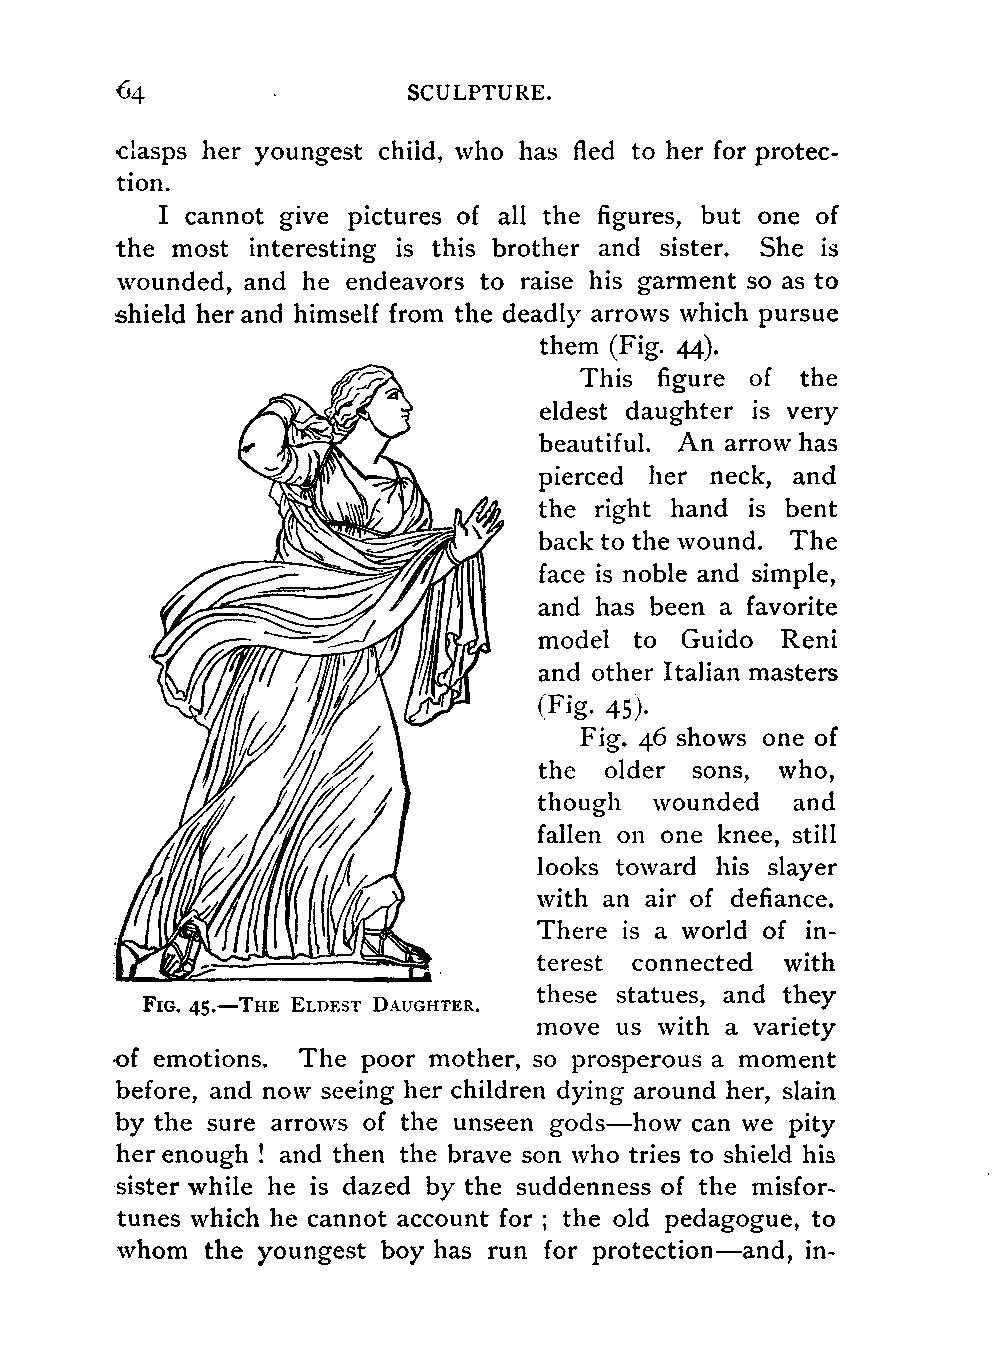 64 SCULPTURE.
clasps her youngest child, who has fled to her for protec-
tion.
I cannot give pictures of all the figures, but one of
the most interesting is this brother and sister. She is
wounded, and he endeavors to raise his garment so as to
shield her and himself from the deadly arrows which pursue
them (Fig. 44).
This figure of the
eldest daughter is very
beautiful. An arrow has
pierced her neck, and
the right hand is bent
back to the wound. The
face is noble and simple,
and has been a favorite
model to Guido Reni
and other Italian masters
(Fig. 45).
Fig. 46 shows one of
the older sons, who,
though wounded and
fallen on one knee, still
looks toward his slayer
with an air of defiance.
There is a world of in-
terest connected with
these statues, and they
move us with a variety
FIG. 45.—THE ELDEST DAUGHTER.
of emotions. The poor mother, so prosperous a moment
before, and now seeing her children dying around her, slain
by the sure arrows of the unseen gods—how can we pity
her enough ! and then the brave son who tries to shield his
sister while he is dazed by the suddenness of the misfor-
tunes which he cannot account for ; the old pedagogue, to
whom the youngest boy has run for protection—and, in-